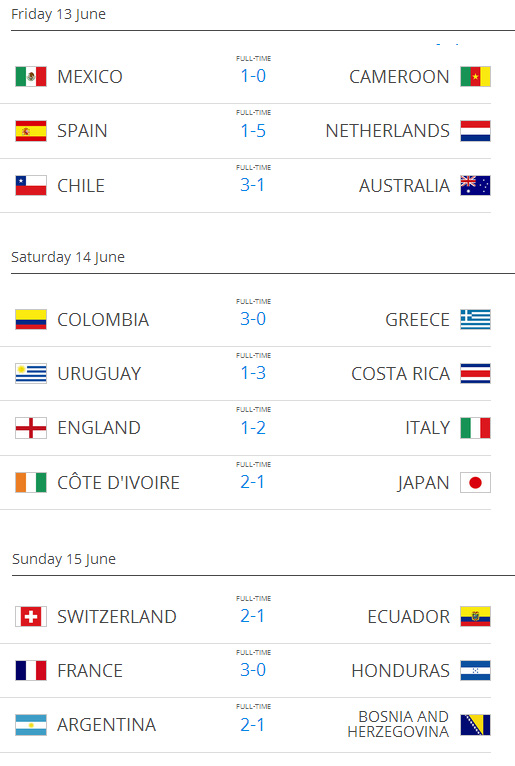 Friday 13 June
FULL-TIME
MEXICO 1-0 CAMEROON
FULL-TIME
SPAIN 1-5 NETHERLANDS
FULL-TIME
CHILE 3-1 AUSTRALIA
Saturday 14 June
FULL-TIME
COLOMBIA 3-0 GREECE
FULL-TIME
URUGUAY 1-3 COSTA RICA
FULL-TIME
ENGLAND 1-2 ITALY
FULL-TIME
CÔTE D'IVOIRE 2-1 JAPAN
Sunday 15 June
FULL-TIME
SWITZERLAND 2-1 ECUADOR
FULL-TIME
FRANCE 3-0 HONDURAS
FULL-TIME
ARGENTINA 2-1 BOSNIA AND
HERZEGOVINA